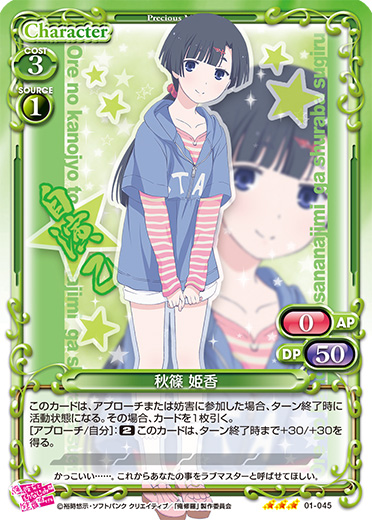 Precious
Character
COST
3
SOURCE
1
Ore no kanojyo to
jimi ga s
sananajimi ga shuraba sugiru
STA
0 AP
DP 50
秋篠 姫香
このカードは、アプローチまたは妨害に参加した場合、ターン終了時に
活動状態になる。その場合、カードを1枚引く。
[アプローチ/自分]:2 このカードは、ターン終了時まで+30/+30を
得る。
かっこいい……。これからあなたの事をラブマスターと呼ばせてほしい。
©裕時悠示・ソフトバンク クリエイティブ/「俺修羅」製作委員会
01-045